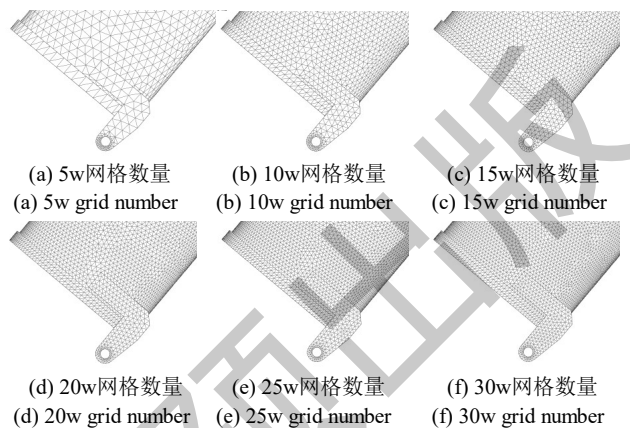 (a) 5w网格数量 (b) 10w网格数量 (c) 15w网格数量
(a) 5w grid number (b) 10w grid number (c) 15w grid number
(d) 20w网格数量 (e) 25w网格数量 (f) 30w网格数量
(d) 20w grid number (e) 25w grid number (f) 30w grid number
预出版